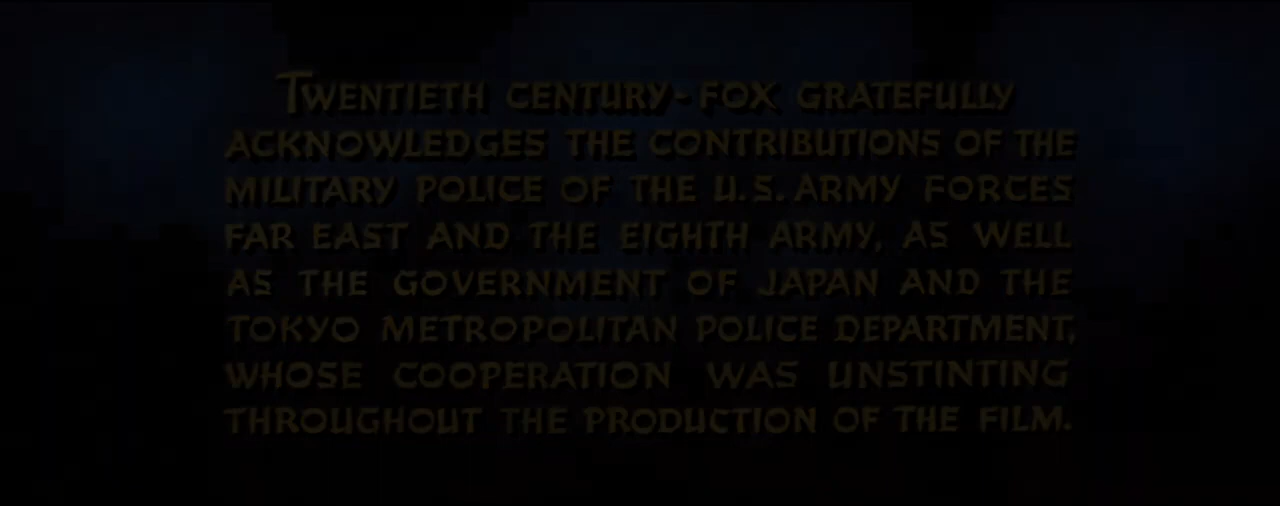 TWENTIETH CENTURY-FOX GRATEFULLY
ACKNOWLEDGES THE CONTRIBUTIONS OF THE
MILITARY POLICE OF THE U.S. ARMY FORCES
FAR EAST AND THE EIGHTH ARMY, AS WELL
AS THE GOVERNMENT OF JAPAN AND THE
TOKYO METROPOLITAN POLICE DEPARTMENT,
WHOSE COOPERATION WAS UNSTINTING
THROUGHOUT THE PRODUCTION OF THE FILM.